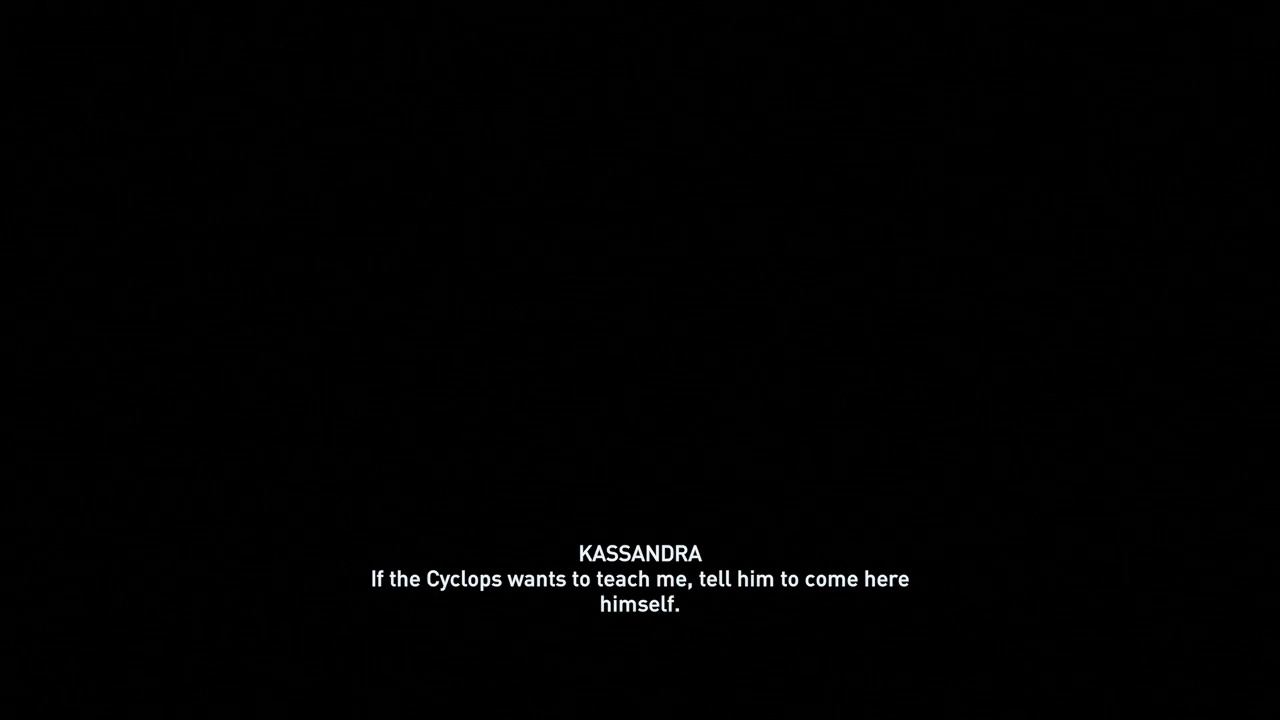 KASSANDRA
If the Cyclops wants to teach me, tell him to come here
himself.